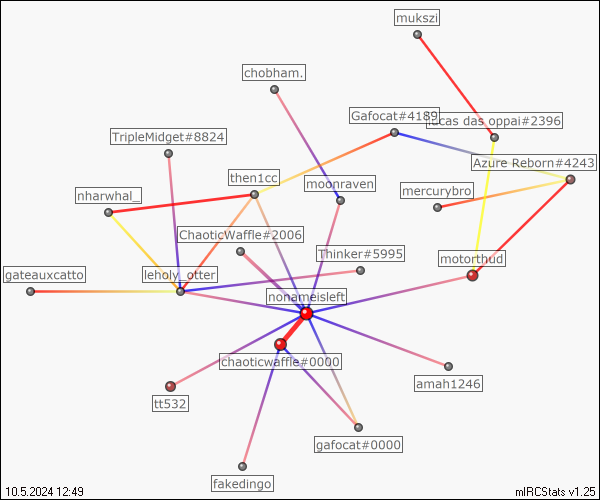 mukszi
chobham.
Gafocat#4189
lucas das oppai#2396
TripleMidget#8824
Azure Reborn#4243
then1cc
moonraven
mercurybro
nharwhal_
ChaoticWaffle#2006
Thinker#5995
motorthud
gateauxcatto
leholy_otter
nonameisleft
chaoticwaffle#0000
amah1246
tt532
gafocat#0000
fakedingo
10.5.2024 12:49
mIRCStats v1.25